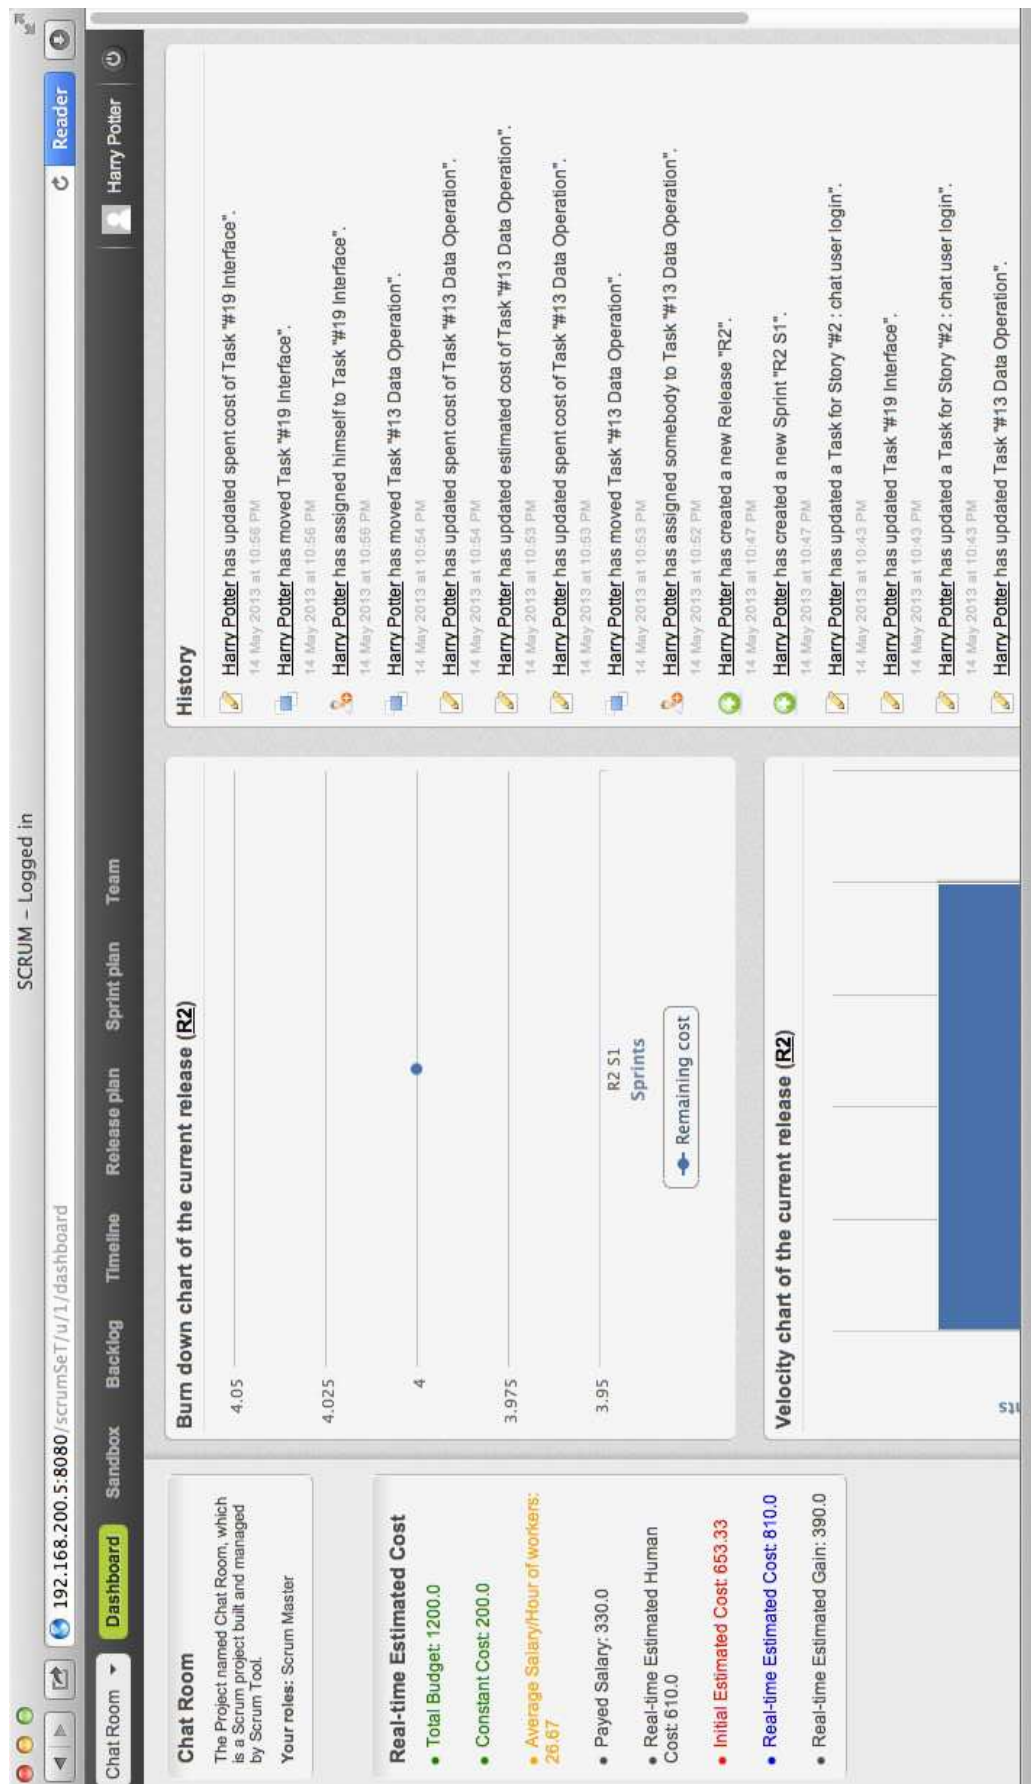 SCRUM – Logged in
192.168.200.5:8080/scrumSeT/u/1/dashboard
Reader
Chat Room
Dashboard
Sandbox
Backlog
Timeline
Release plan
Sprint plan
Team
Harry Potter
Chat Room
The Project named Chat Room, which
is a Scrum project built and managed
by Scrum Tool.
Your roles: Scrum Master
Real-time Estimated Cost
• Total Budget: 1200.0
• Constant Cost: 200.0
• Average Salary/Hour of workers:
26.67
• Payed Salary: 330.0
• Real-time Estimated Human
Cost: 610.0
• Initial Estimated Cost: 653.33
• Real-time Estimated Cost: 810.0
• Real-time Estimated Gain: 390.0
Burn down chart of the current release (R2)
4.05
4.025
4
3.975
3.95
R2 S1
Sprints
Remaining cost
Velocity chart of the current release (R2)
History
Harry Potter has updated spent cost of Task "#19 Interface".
14 May 2013 at 10:56 PM
Harry Potter has moved Task "#19 Interface".
14 May 2013 at 10:56 PM
Harry Potter has assigned himself to Task "#19 Interface".
14 May 2013 at 10:56 PM
Harry Potter has moved Task "#13 Data Operation".
14 May 2013 at 10:54 PM
Harry Potter has updated spent cost of Task "#13 Data Operation".
14 May 2013 at 10:54 PM
Harry Potter has updated estimated cost of Task "#13 Data Operation".
14 May 2013 at 10:53 PM
Harry Potter has updated spent cost of Task "#13 Data Operation".
14 May 2013 at 10:53 PM
Harry Potter has moved Task "#13 Data Operation".
14 May 2013 at 10:53 PM
Harry Potter has assigned somebody to Task "#13 Data Operation".
14 May 2013 at 10:52 PM
Harry Potter has created a new Release "R2".
14 May 2013 at 10:47 PM
Harry Potter has created a new Sprint "R2 S1".
14 May 2013 at 10:47 PM
Harry Potter has updated a Task for Story "#2 : chat user login".
14 May 2013 at 10:43 PM
Harry Potter has updated Task "#19 Interface".
14 May 2013 at 10:43 PM
Harry Potter has updated a Task for Story "#2 : chat user login".
14 May 2013 at 10:43 PM
Harry Potter has updated Task "#13 Data Operation".